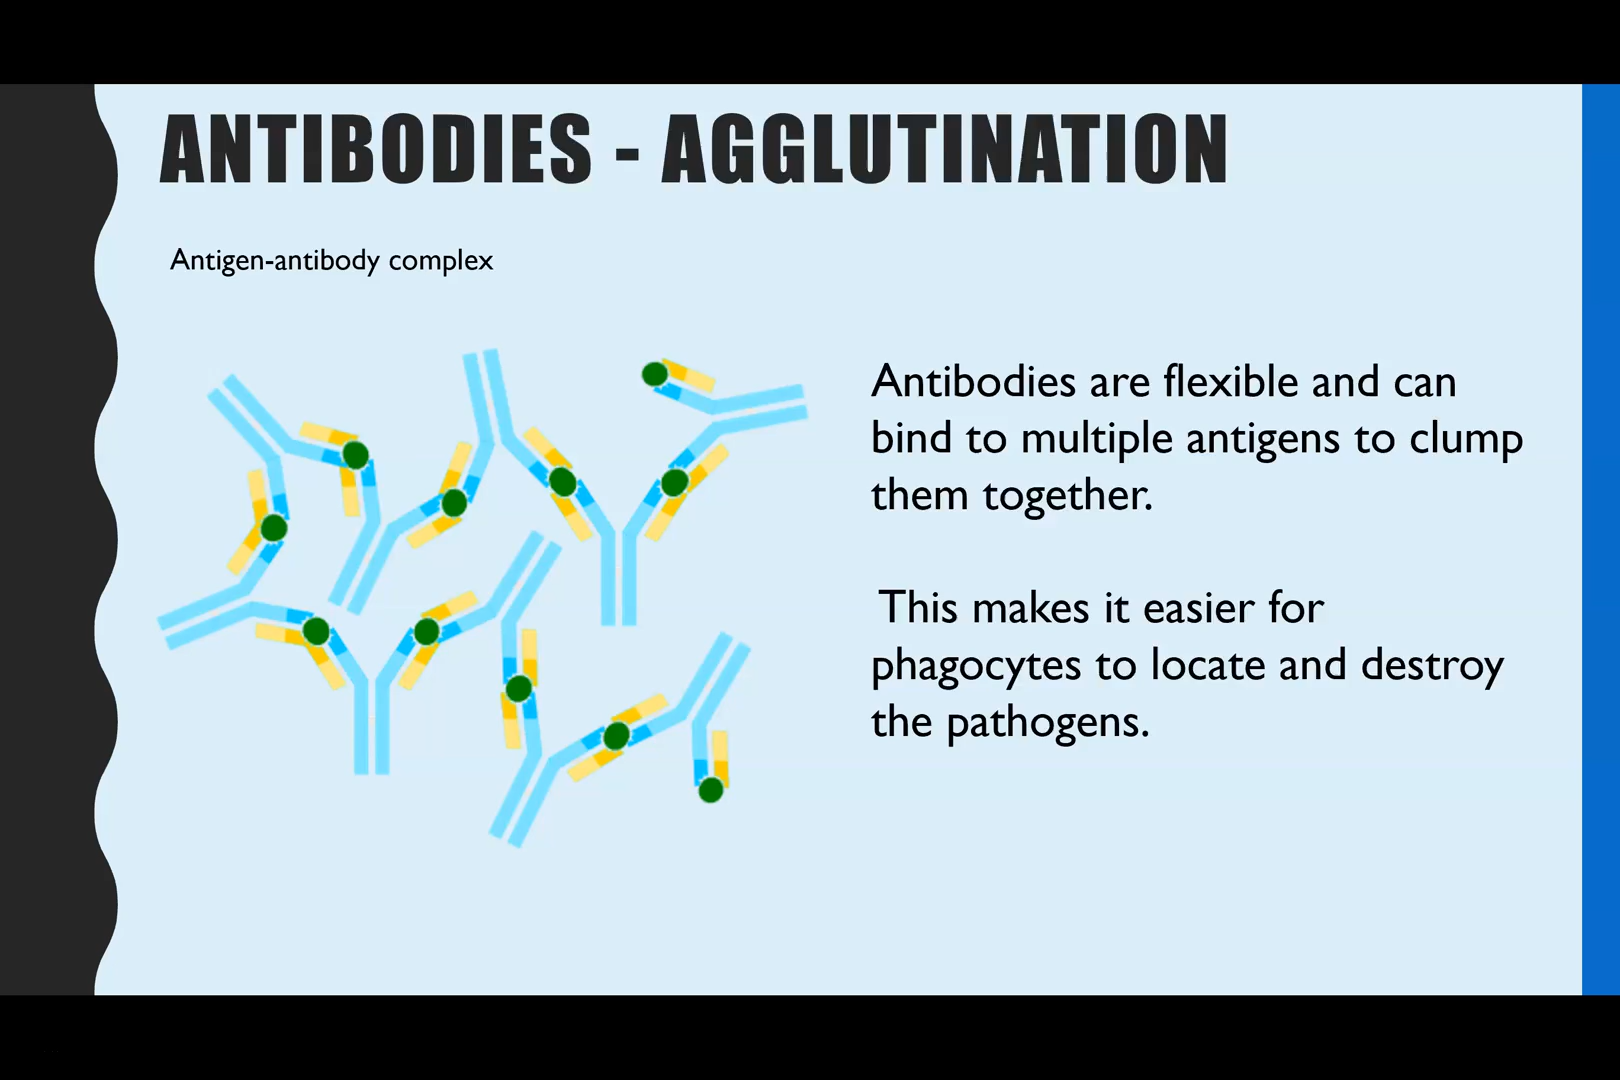 ANTIBODIES - AGGLUTINATION
Antigen-antibody complex
Antibodies are flexible and can
bind to multiple antigens to clump
them together.
This makes it easier for
phagocytes to locate and destroy
the pathogens.